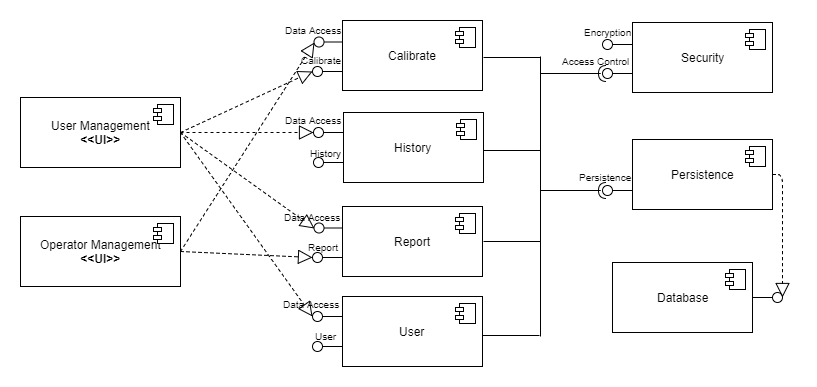 Data Access
Calibrate
Calibrate
Encryption
Access Control
Security
User Management
<<UI>>
Data Access
History
History
Persistence
Persistence
Operator Management
<<UI>>
Data Access
Report
Report
Data Access
User
User
Database